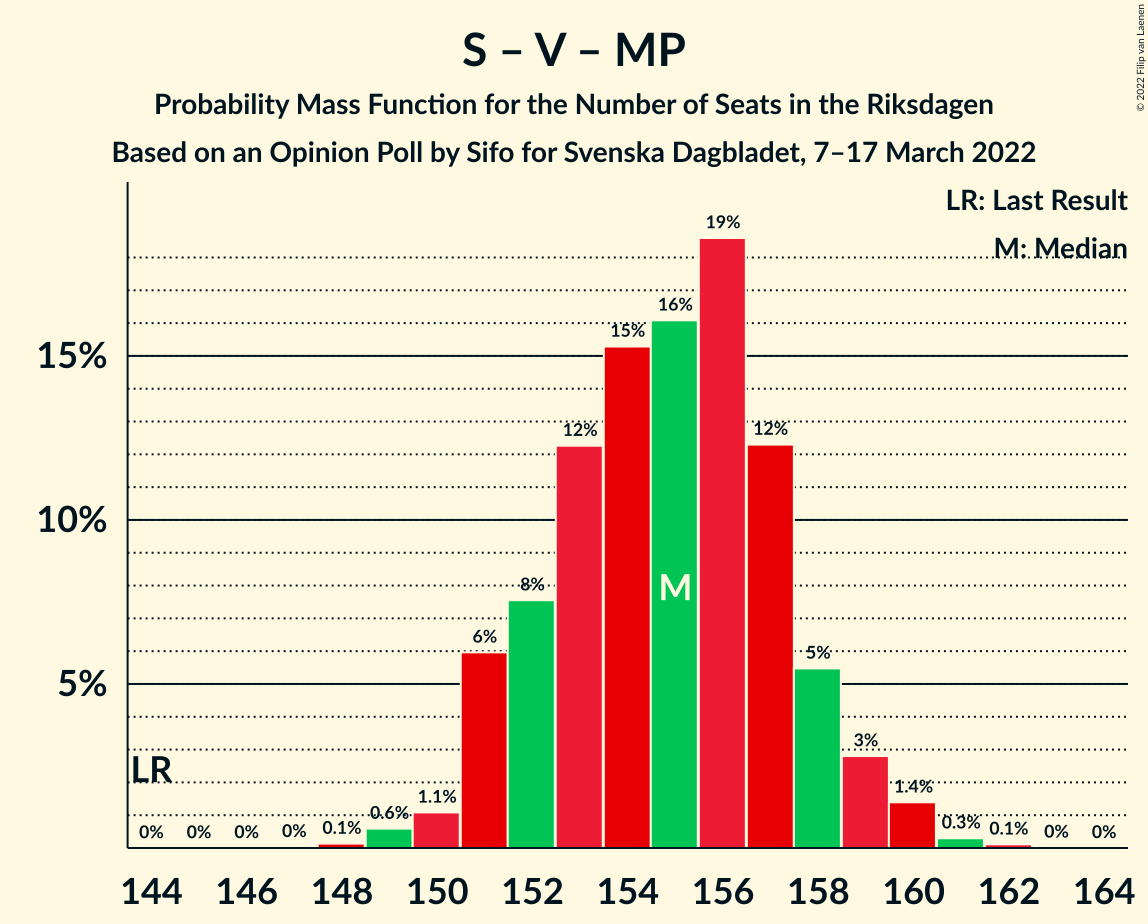 S – V – MP
Probability Mass Function for the Number of Seats in the Riksdagen
Based on an Opinion Poll by Sifo for Svenska Dagbladet, 7–17 March 2022
© 2022 Filip van Laenen
LR: Last Result
M: Median
15%
10%
5%
LR
M
0%
0%
0%
0%
0.1%
0.6%
1.1%
6%
8%
12%
15%
16%
19%
12%
5%
3%
1.4%
0.3%
0.1%
0%
0%
144 146 148 150 152 154 156 158 160 162 164